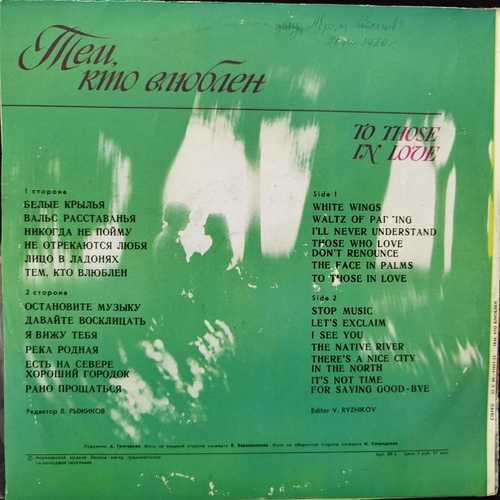 Тем,
кто влюблен
TO THOSE
IN LOVE
1 сторона
БЕЛЫЕ КРЫЛЬЯ
ВАЛЬС РАССТАВАНЬЯ
НИКОГДА НЕ ПОЙМУ
НЕ ОТРЕКАЮТСЯ ЛЮБЯ
ЛИЦО В ЛАДОНЯХ
ТЕМ, КТО ВЛЮБЛЕН
2 сторона
ОСТАНОВИТЕ МУЗЫКУ
ДАВАЙТЕ ВОСКЛИЦАТЬ
Я ВИЖУ ТЕБЯ
РЕКА РОДНАЯ
ЕСТЬ НА СЕВЕРЕ
ХОРОШИЙ ГОРОДОК
РАНО ПРОЩАТЬСЯ
Редактор В. РЫЖИКОВ
Side 1
WHITE WINGS
WALTZ OF PARTING
I'LL NEVER UNDERSTAND
THOSE WHO LOVE
DON'T RENOUNCE
THE FACE IN PALMS
TO THOSE IN LOVE
Side 2
STOP MUSIC
LET'S EXCLAIM
I SEE YOU
THE NATIVE RIVER
THERE'S A NICE CITY
IN THE NORTH
IT'S NOT TIME
FOR SAYING GOOD-BYE
Editor V. RYZNIKOV